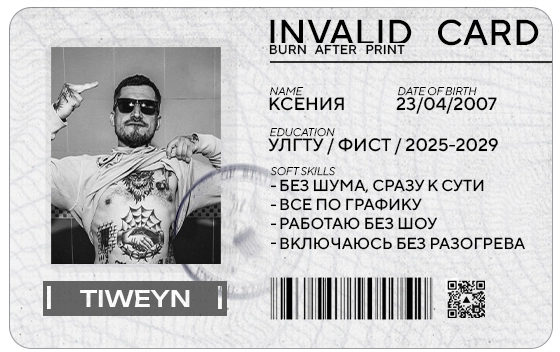 INVALID CARD
BURN AFTER PRINT
NAME
КСЕНИЯ
DATE OF BIRTH
23/04/2007
EDUCATION
УЛГТУ / ФИСТ / 2025-2029
SOFT SKILLS
- БЕЗ ШУМА, СРАЗУ К СУТИ
- ВСЕ ПО ГРАФИКУ
- РАБОТАЮ БЕЗ ШОУ
- ВКЛЮЧАЮСЬ БЕЗ РАЗОГРЕВА
TIWEYN